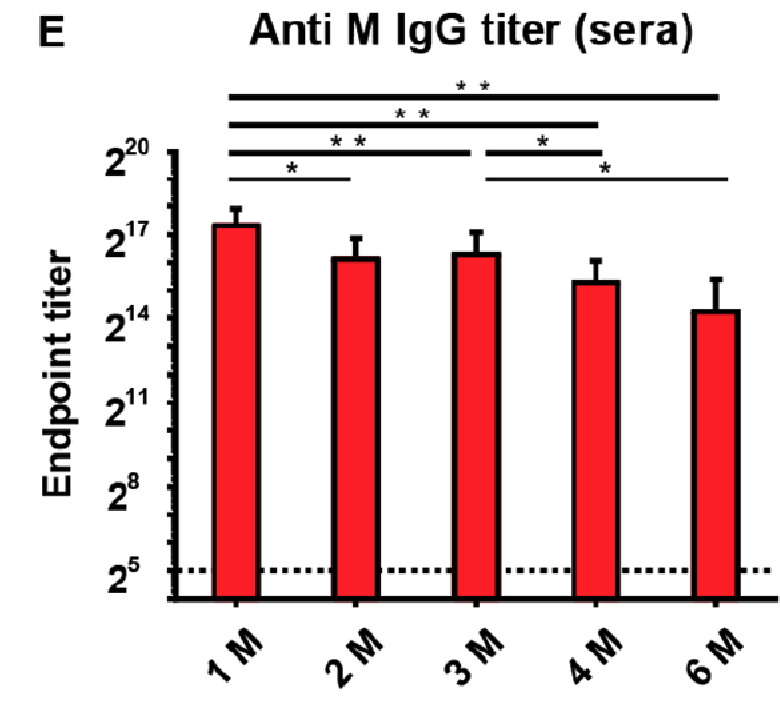 E
Anti M IgG titer (sera)
* *
* *
* * *
* *
Endpoint titer
2^20
2^17
2^14
2^11
2^8
2^5
1 M 2 M 3 M 4 M 6 M